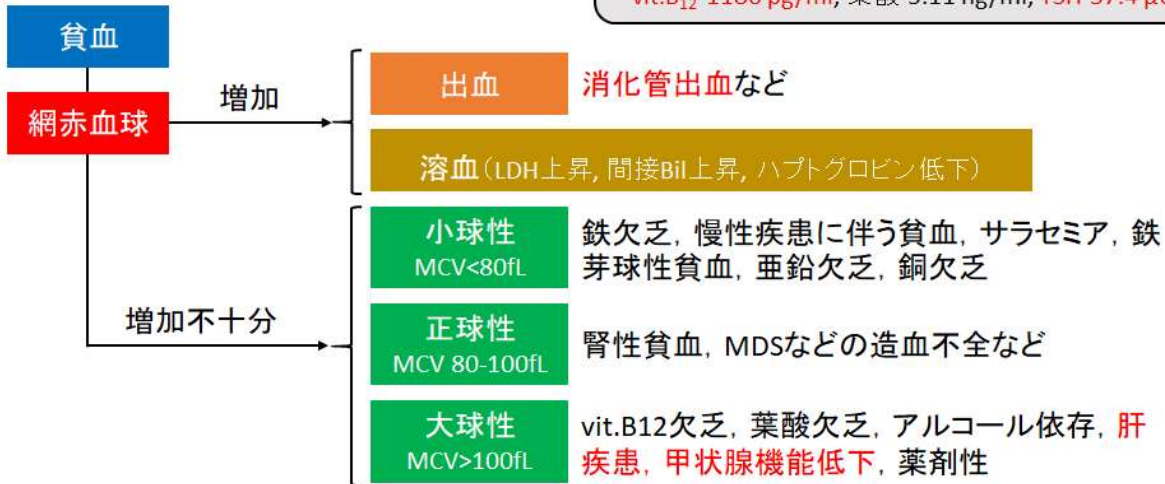 貧血
網赤血球
増加
増加不十分
出血
消化管出血など
溶血(LDH上昇, 間接Bil上昇, ハプトグロビン低下)
小球性
MCV<80fL
鉄欠乏, 慢性疾患に伴う貧血, サラセミア, 鉄
芽球性貧血, 亜鉛欠乏, 銅欠乏
正球性
MCV 80-100fL
腎性貧血, MDSなどの造血不全など
大球性
MCV>100fL
vit.B12欠乏, 葉酸欠乏, アルコール依存, 肝
疾患, 甲状腺機能低下, 薬剤性